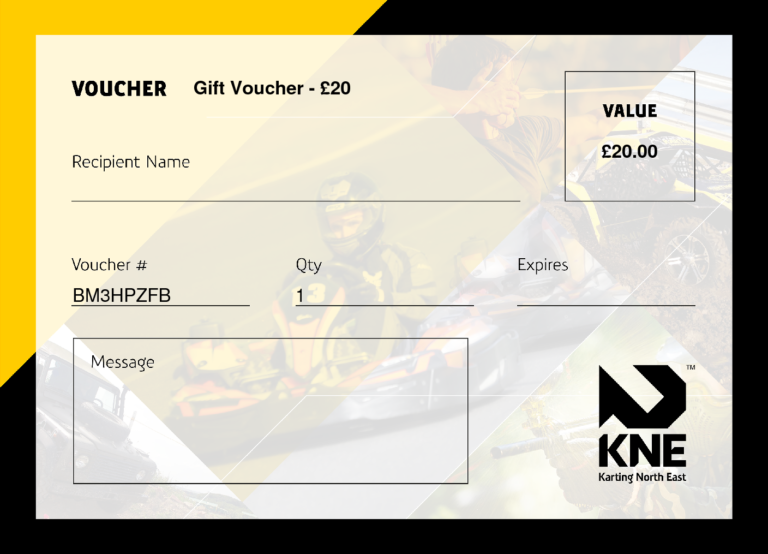 VOUCHER Gift Voucher - £20
VALUE
£20.00
Recipient Name
Voucher # Qty Expires
BM3HPZFB 1
Message
TM
KNE
Karting North East